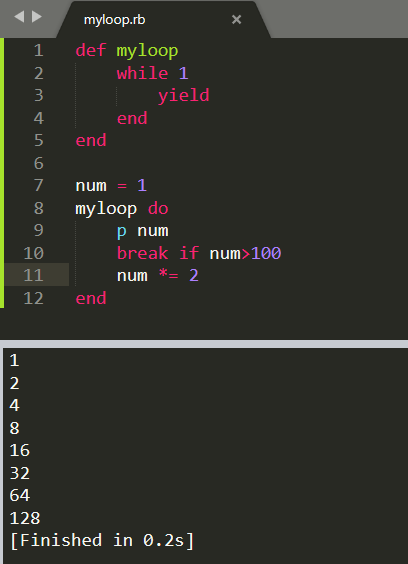 myloop.rb
1 def myloop
2     while 1
3         yield
4     end
5 end
6
7 num = 1
8 myloop do
9     p num
10     break if num>100
11     num *= 2
12 end
1
2
4
8
16
32
64
128
[Finished in 0.2s]